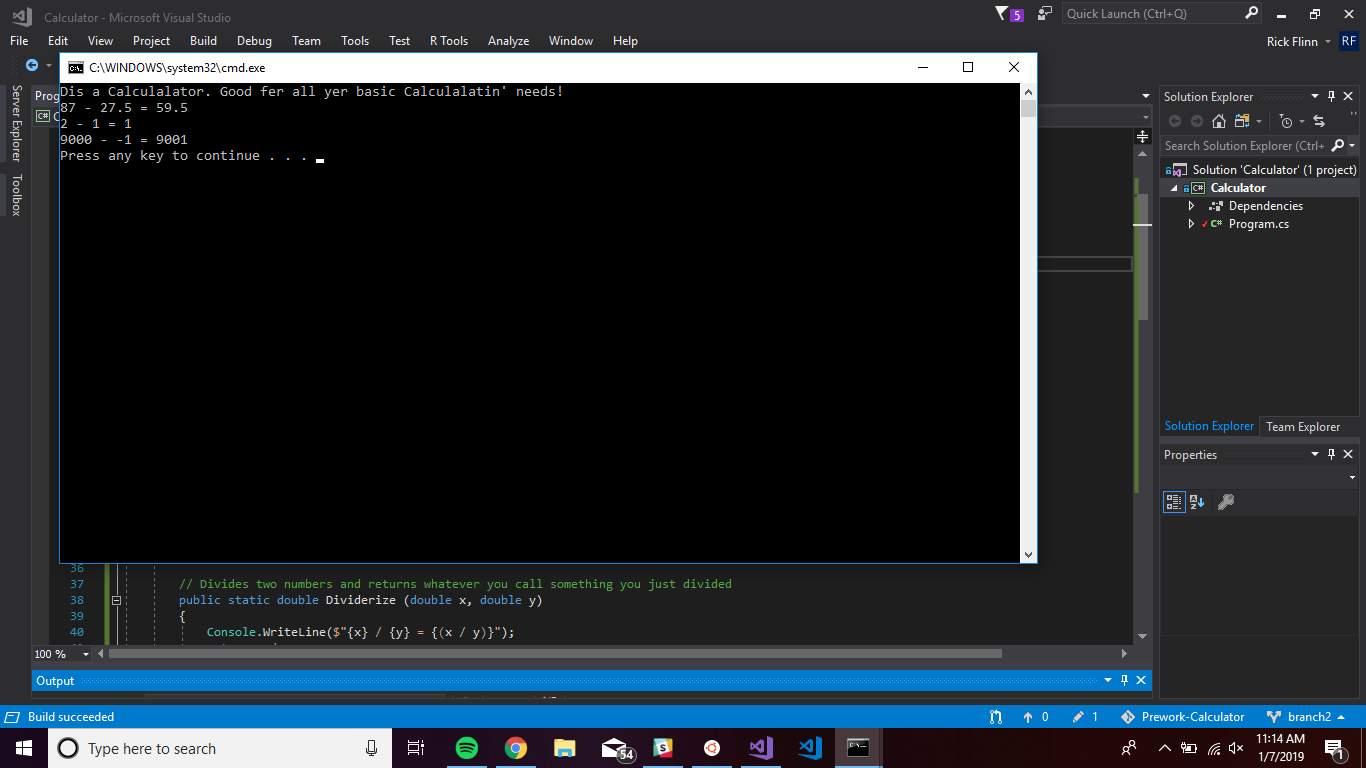 Calculator - Microsoft Visual Studio
5
Quick Launch (Ctrl+Q)
File Edit View Project Build Debug Team Tools Test R Tools Analyze Window Help
Rick Flinn RF
C:\WINDOWS\system32\cmd.exe
Dis a Calculalator. Good fer all yer basic Calculalatin' needs!
87 - 27.5 = 59.5
2 - 1 = 1
9000 - -1 = 9001
Press any key to continue . . .
Server Explorer
Toolbox
Prog
C#
Solution Explorer
Search Solution Explorer (Ctrl+
Solution 'Calculator' (1 project)
C# Calculator
Dependencies
C# Program.cs
Solution Explorer Team Explorer
Properties
36
37 // Divides two numbers and returns whatever you call something you just divided
38 public static double Dividerize (double x, double y)
39 {
40 Console.WriteLine($"{x} / {y} = {(x / y)}");
100 %
Output
Build succeeded
0 1 Prework-Calculator branch2
Type here to search
54
11:14 AM
1/7/2019
1